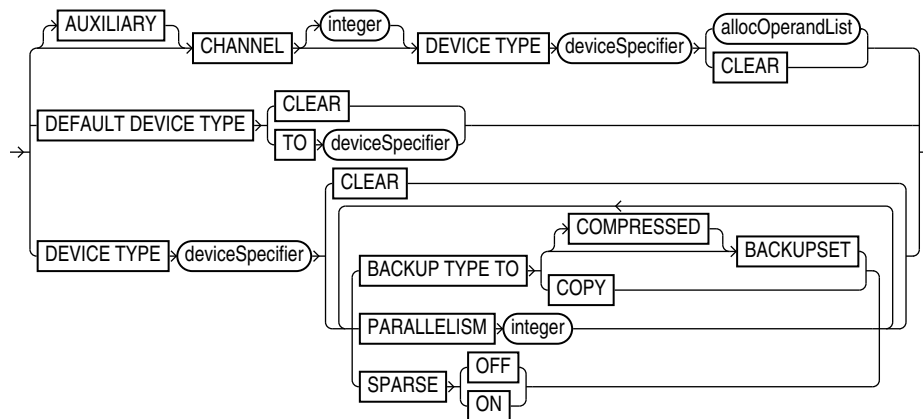 AUXILIARY
CHANNEL integer DEVICE TYPE deviceSpecifier allocOperandList
CLEAR
DEFAULT DEVICE TYPE CLEAR
TO deviceSpecifier
DEVICE TYPE deviceSpecifier CLEAR
BACKUP TYPE TO COMPRESSED BACKUPSET
COPY
PARALLELISM integer
SPARSE OFF
ON